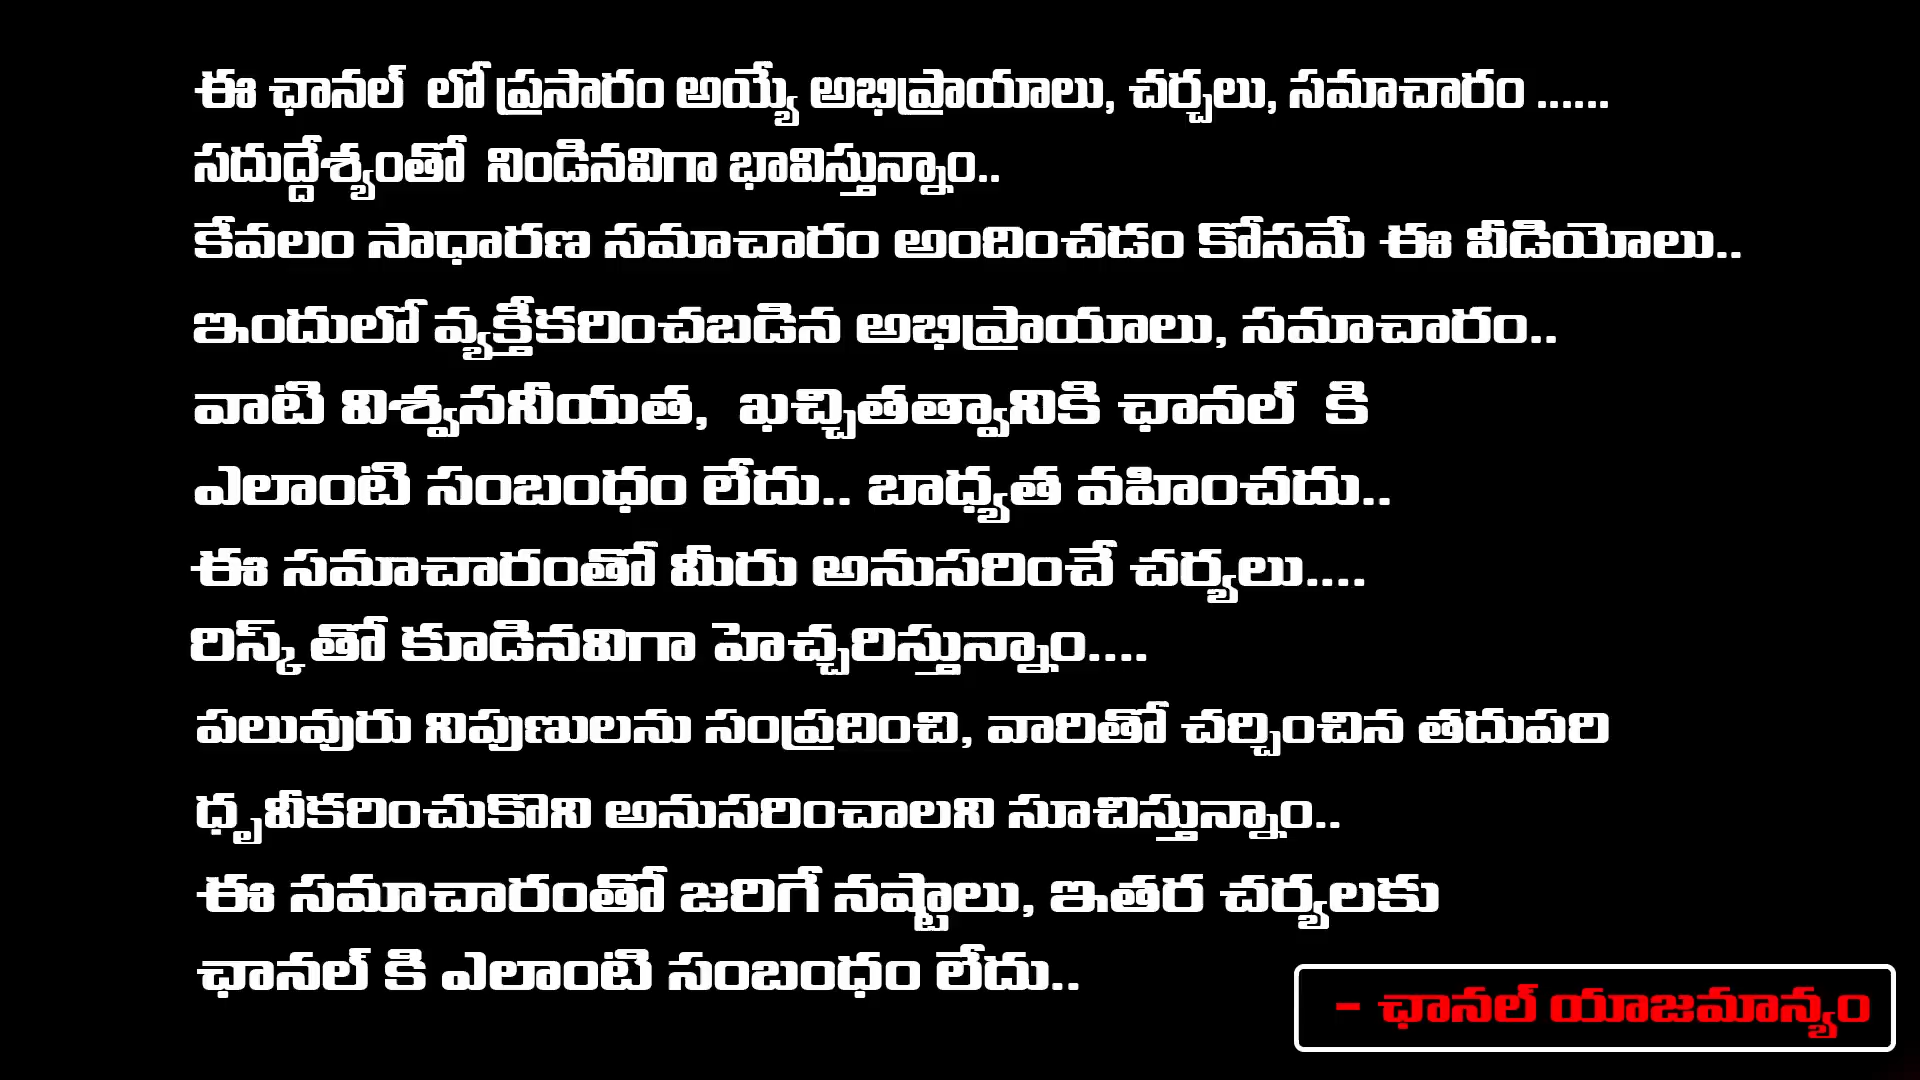 ఈ ఛానల్ లో ప్రసారం అయ్యే అభిప్రాయాలు, చర్చలు, సమాచారం ......
సదుద్దేశ్యంతో నిండినవిగా భావిస్తున్నాం..
కేవలం సాధారణ సమాచారం అందించడం కోసమే ఈ వీడియోలు..
ఇందులో వ్యక్తీకరించబడిన అభిప్రాయాలు, సమాచారం..
వాటి విశ్వసనీయత, ఖచ్చితత్వానికి ఛానల్ కి
ఎలాంటి సంబంధం లేదు.. బాధ్యత వహించదు..
ఈ సమాచారంతో మీరు అనుసరించే చర్యలు....
రిస్క్ తో కూడినవిగా హెచ్చరిస్తున్నాం....
పలువురు నిపుణులను సంప్రదించి, వారితో చర్చించిన తదుపరి
ధృవీకరించుకొని అనుసరించాలని సూచిస్తున్నాం..
ఈ సమాచారంతో జరిగే నష్టాలు, ఇతర చర్యలకు
ఛానల్ కి ఎలాంటి సంబంధం లేదు..
- ఛానల్ యాజమాన్యం